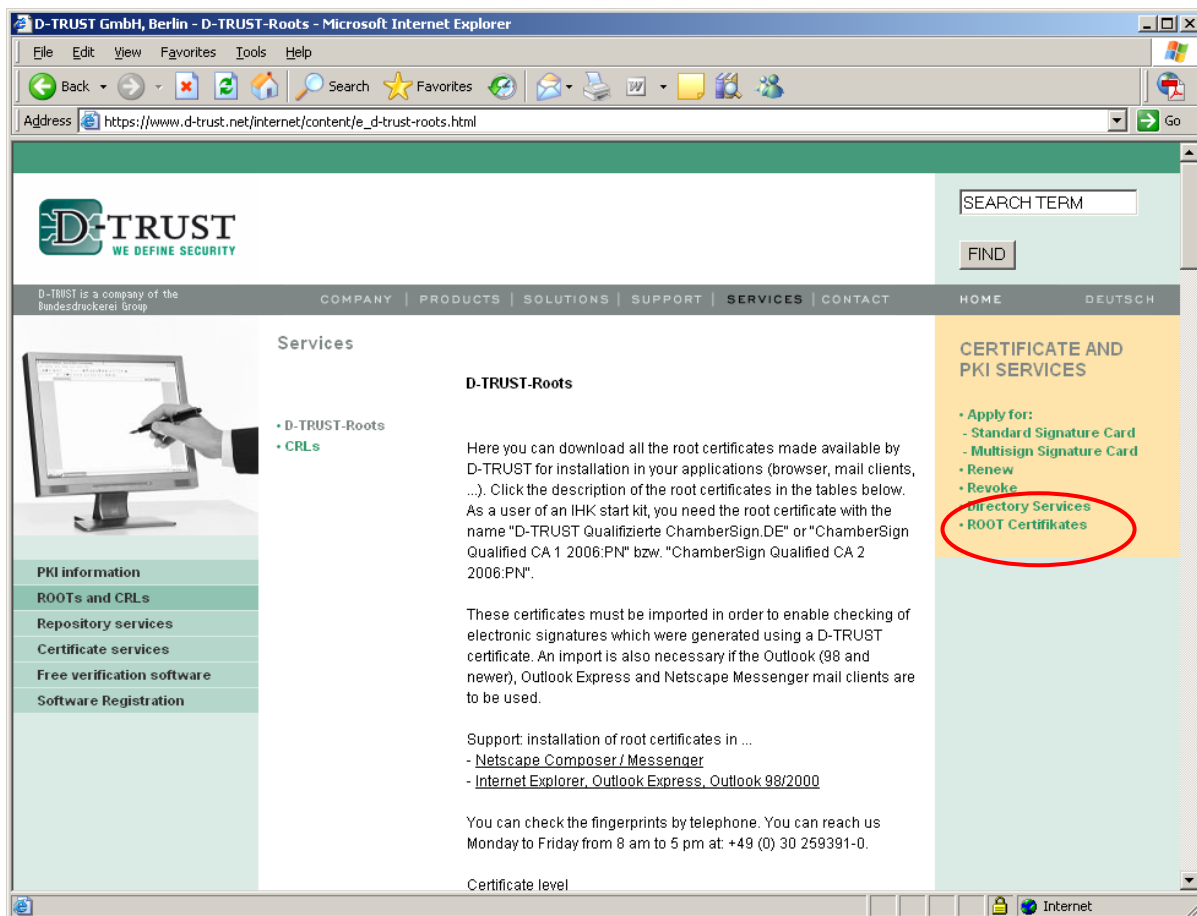 D-TRUST GmbH, Berlin - D-TRUST-Roots - Microsoft Internet Explorer
File Edit View Favorites Tools Help
Back Search Favorites
Address https://www.d-trust.net/internet/content/e_d-trust-roots.html Go
D-TRUST
WE DEFINE SECURITY
SEARCH TERM
FIND
D-TRUST is a company of the
Bundesdruckerei Group
COMPANY | PRODUCTS | SOLUTIONS | SUPPORT | SERVICES | CONTACT
HOME DEUTSCH
Services
• D-TRUST-Roots
• CRLs
PKI information
ROOTs and CRLs
Repository services
Certificate services
Free verification software
Software Registration
D-TRUST-Roots
Here you can download all the root certificates made available by
D-TRUST for installation in your applications (browser, mail clients,
...). Click the description of the root certificates in the tables below.
As a user of an IHK start kit, you need the root certificate with the
name "D-TRUST Qualifizierte ChamberSign.DE" or "ChamberSign
Qualified CA 1 2006:PN" bzw. "ChamberSign Qualified CA 2
2006:PN".
These certificates must be imported in order to enable checking of
electronic signatures which were generated using a D-TRUST
certificate. An import is also necessary if the Outlook (98 and
newer), Outlook Express and Netscape Messenger mail clients are
to be used.
Support: installation of root certificates in ...
- Netscape Composer / Messenger
- Internet Explorer, Outlook Express, Outlook 98/2000
You can check the fingerprints by telephone. You can reach us
Monday to Friday from 8 am to 5 pm at: +49 (0) 30 259391-0.
Certificate level
CERTIFICATE AND
PKI SERVICES
• Apply for:
- Standard Signature Card
- Multisign Signature Card
• Renew
• Revoke
• Directory Services
• ROOT Certifikates
Internet